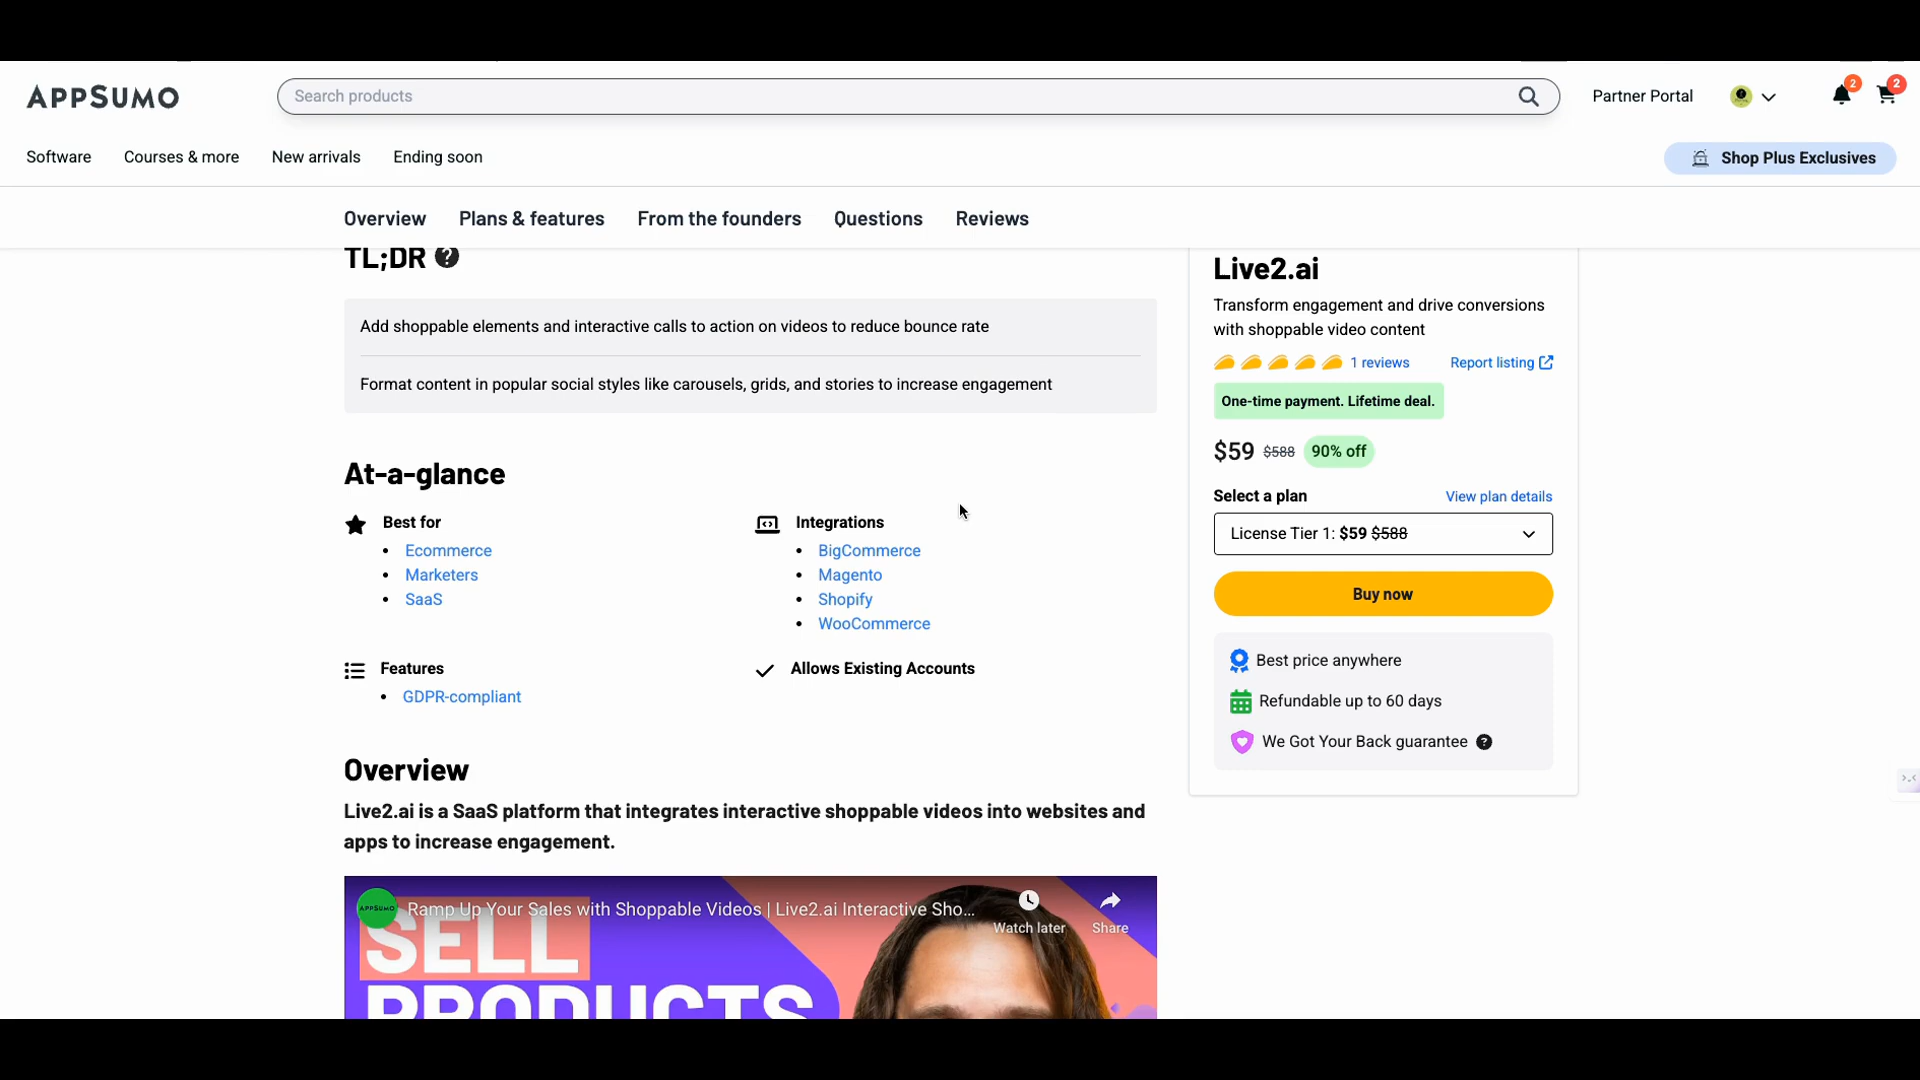 APPSUMO
Search products
Partner Portal
2
2
Software
Courses & more
New arrivals
Ending soon
Shop Plus Exclusives
Overview
Plans & features
From the founders
Questions
Reviews
TL;DR ?
Add shoppable elements and interactive calls to action on videos to reduce bounce rate
Format content in popular social styles like carousels, grids, and stories to increase engagement
At-a-glance
Best for
Ecommerce
Marketers
SaaS
Integrations
BigCommerce
Magento
Shopify
WooCommerce
Features
GDPR-compliant
Allows Existing Accounts
Overview
Live2.ai is a SaaS platform that integrates interactive shoppable videos into websites and
apps to increase engagement.
APPSUMO
Ramp Up Your Sales with Shoppable Videos | Live2.ai Interactive Sho...
Watch later
Share
SELL
PRODUCTS
Live2.ai
Transform engagement and drive conversions
with shoppable video content
1 reviews
Report listing
One-time payment. Lifetime deal.
$59 $588 90% off
Select a plan
View plan details
License Tier 1: $59 $588
Buy now
Best price anywhere
Refundable up to 60 days
We Got Your Back guarantee ?